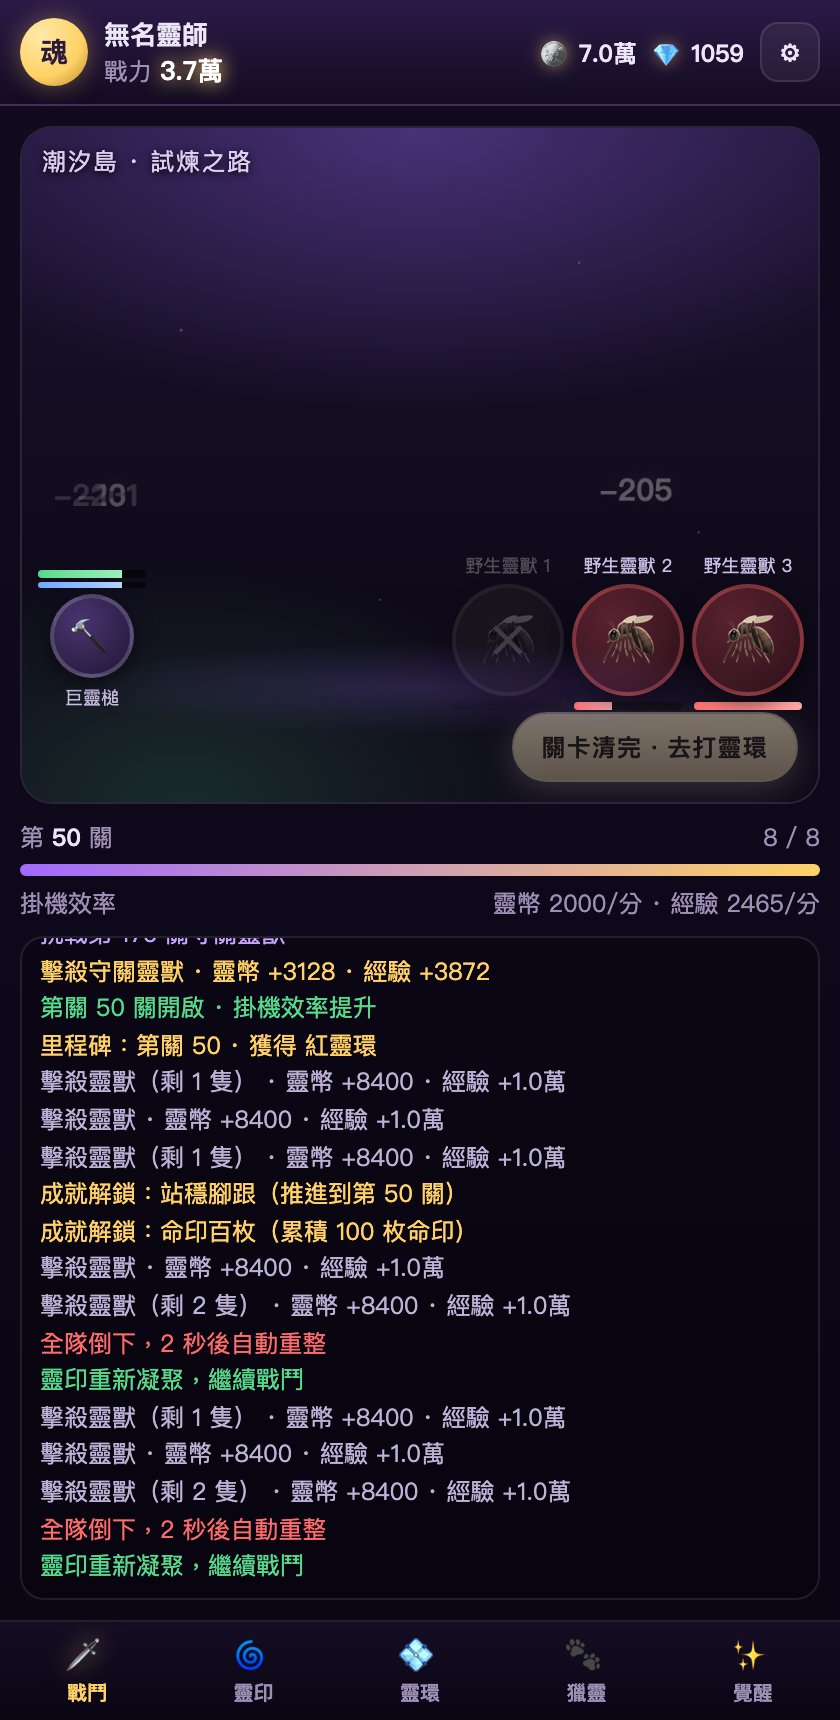 魂
無名靈師
戰力 3.7萬
7.0萬
1059
潮汐島 · 試煉之路
−205
野生靈獸 1
野生靈獸 2
野生靈獸 3
巨靈槌
關卡清完 · 去打靈環
第 50 關
8 / 8
掛機效率
靈幣 2000/分 · 經驗 2465/分
擊殺守關靈獸 · 靈幣 +3128 · 經驗 +3872
第關 50 關開啟 · 掛機效率提升
里程碑：第關 50 · 獲得 紅靈環
擊殺靈獸（剩 1 隻） · 靈幣 +8400 · 經驗 +1.0萬
擊殺靈獸 · 靈幣 +8400 · 經驗 +1.0萬
擊殺靈獸（剩 1 隻） · 靈幣 +8400 · 經驗 +1.0萬
成就解鎖：站穩腳跟（推進到第 50 關）
成就解鎖：命印百枚（累積 100 枚命印）
擊殺靈獸 · 靈幣 +8400 · 經驗 +1.0萬
擊殺靈獸（剩 2 隻） · 靈幣 +8400 · 經驗 +1.0萬
全隊倒下，2 秒後自動重整
靈印重新凝聚，繼續戰鬥
擊殺靈獸（剩 1 隻） · 靈幣 +8400 · 經驗 +1.0萬
擊殺靈獸 · 靈幣 +8400 · 經驗 +1.0萬
擊殺靈獸（剩 2 隻） · 靈幣 +8400 · 經驗 +1.0萬
全隊倒下，2 秒後自動重整
靈印重新凝聚，繼續戰鬥
戰鬥
靈印
靈環
獵靈
覺醒